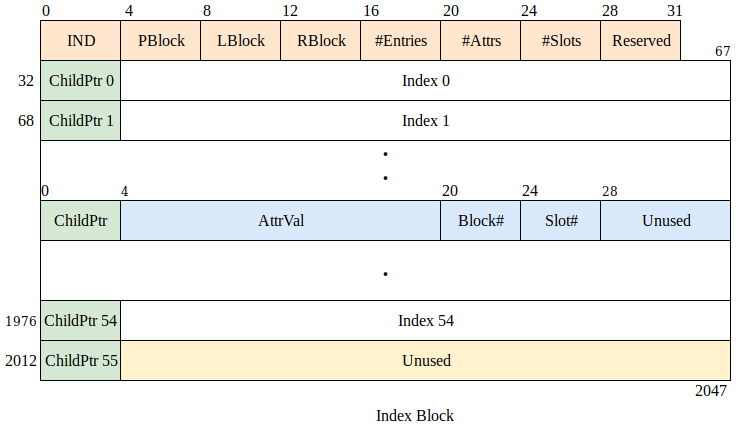 0 4 8 12 16 20 24 28 31
IND PBlock LBlock RBlock #Entries #Attrs #Slots Reserved
67
32 ChildPtr 0 Index 0
68 ChildPtr 1 Index 1
0 4 20 24 28
ChildPtr AttrVal Block# Slot# Unused
1976 ChildPtr 54 Index 54
2012 ChildPtr 55 Unused
2047
Index Block